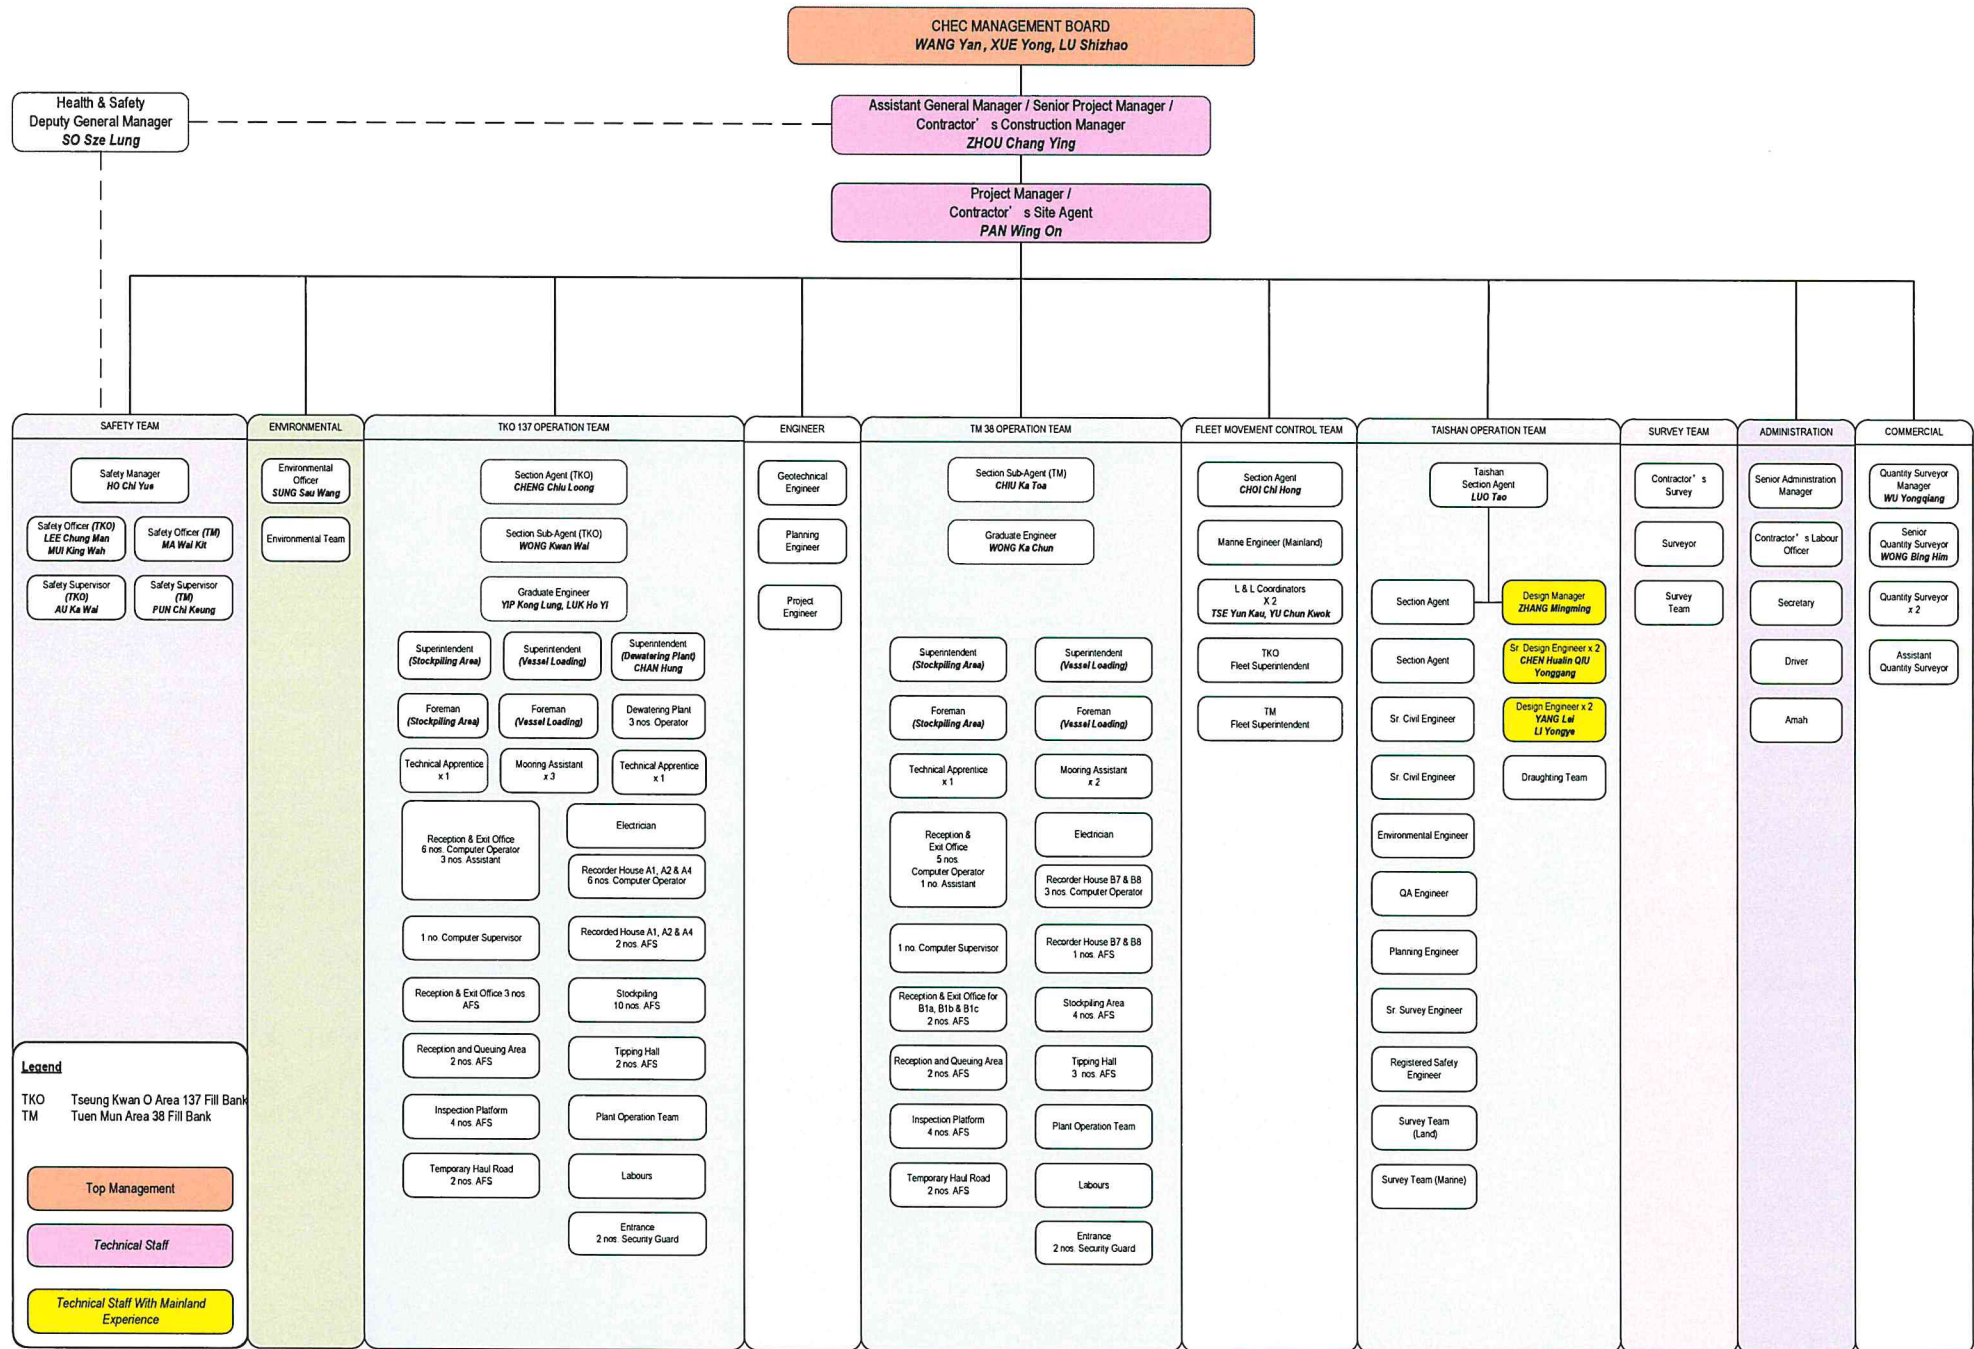 CHEC MANAGEMENT BOARD
WANG Yan, XUE Yong, LU Shizhao
Health & Safety
Deputy General Manager
SO Sze Lung
Assistant General Manager / Senior Project Manager /
Contractor's Construction Manager
ZHOU Chang Ying
Project Manager /
Contractor's Site Agent
PAN Wing On
SAFETY TEAM
Safety Manager
HO Chi Yue
Safety Officer (TKO)
LEE Chung Man
MUI King Wah
Safety Officer (TM)
MA Wai Kit
Safety Supervisor
(TKO)
AU Ka Wai
Safety Supervisor
(TM)
PUN Chi Keung
ENVIRONMENTAL
Environmental
Officer
SUNG Sau Wang
Environmental Team
TKO 137 OPERATION TEAM
Section Agent (TKO)
CHENG Chiu Loong
Section Sub-Agent (TKO)
WONG Kwan Wai
Graduate Engineer
YIP Kong Lung, LUK Ho Yi
Superintendent
(Stockpiling Area)
Superintendent
(Vessel Loading)
Superintendent
(Dewatering Plant)
CHAN Hung
Foreman
(Stockpiling Area)
Foreman
(Vessel Loading)
Dewatering Plant
3 nos. Operator
Technical Apprentice
x 1
Mooring Assistant
x 3
Technical Apprentice
x 1
Reception & Exit Office
6 nos. Computer Operator
3 nos. Assistant
Electrician
Recorder House A1, A2 & A4
6 nos. Computer Operator
1 no. Computer Supervisor
Recorded House A1, A2 & A4
2 nos. AFS
Reception & Exit Office 3 nos.
AFS
Stockpiling
10 nos. AFS
Reception and Queuing Area
2 nos. AFS
Tipping Hall
2 nos. AFS
Inspection Platform
4 nos. AFS
Plant Operation Team
Temporary Haul Road
2 nos. AFS
Labours
Entrance
2 nos. Security Guard
ENGINEER
Geotechnical
Engineer
Planning
Engineer
Project
Engineer
TM 38 OPERATION TEAM
Section Sub-Agent (TM)
CHIU Ka Toa
Graduate Engineer
WONG Ka Chun
Superintendent
(Stockpiling Area)
Superintendent
(Vessel Loading)
Foreman
(Stockpiling Area)
Foreman
(Vessel Loading)
Technical Apprentice
x 1
Mooring Assistant
x 2
Reception &
Exit Office
5 nos.
Computer Operator
1 no. Assistant
Electrician
Recorder House B7 & B8
3 nos. Computer Operator
1 no. Computer Supervisor
Recorder House B7 & B8
1 nos. AFS
Reception & Exit Office for
B1a, B1b & B1c
2 nos. AFS
Stockpiling Area
4 nos. AFS
Reception and Queuing Area
2 nos. AFS
Tipping Hall
3 nos. AFS
Inspection Platform
4 nos. AFS
Plant Operation Team
Temporary Haul Road
2 nos. AFS
Labours
Entrance
2 nos. Security Guard
FLEET MOVEMENT CONTROL TEAM
Section Agent
CHOI Chi Hong
Marine Engineer (Mainland)
L & L Coordinators
X 2
TSE Yun Kau, YU Chun Kwok
TKO
Fleet Superintendent
TM
Fleet Superintendent
TAISHAN OPERATION TEAM
Taishan
Section Agent
LUO Tao
Section Agent
Design Manager
ZHANG Mingming
Section Agent
Sr. Design Engineer x 2
CHEN Hualin QIU
Yonggang
Sr. Civil Engineer
Design Engineer x 2
YANG Lei
LI Yongye
Sr. Civil Engineer
Draughting Team
Environmental Engineer
QA Engineer
Planning Engineer
Sr. Survey Engineer
Registered Safety
Engineer
Survey Team
(Land)
Survey Team (Marine)
SURVEY TEAM
Contractor's
Survey
Surveyor
Survey
Team
ADMINISTRATION
Senior Administration
Manager
Contractor's Labour
Officer
Secretary
Driver
Amah
COMMERCIAL
Quantity Surveyor
Manager
WU Yongqiang
Senior
Quantity Surveyor
WONG Bing Him
Quantity Surveyor
x 2
Assistant
Quantity Surveyor
Legend
TKO Tseung Kwan O Area 137 Fill Bank
TM Tuen Mun Area 38 Fill Bank
Top Management
Technical Staff
Technical Staff With Mainland
Experience